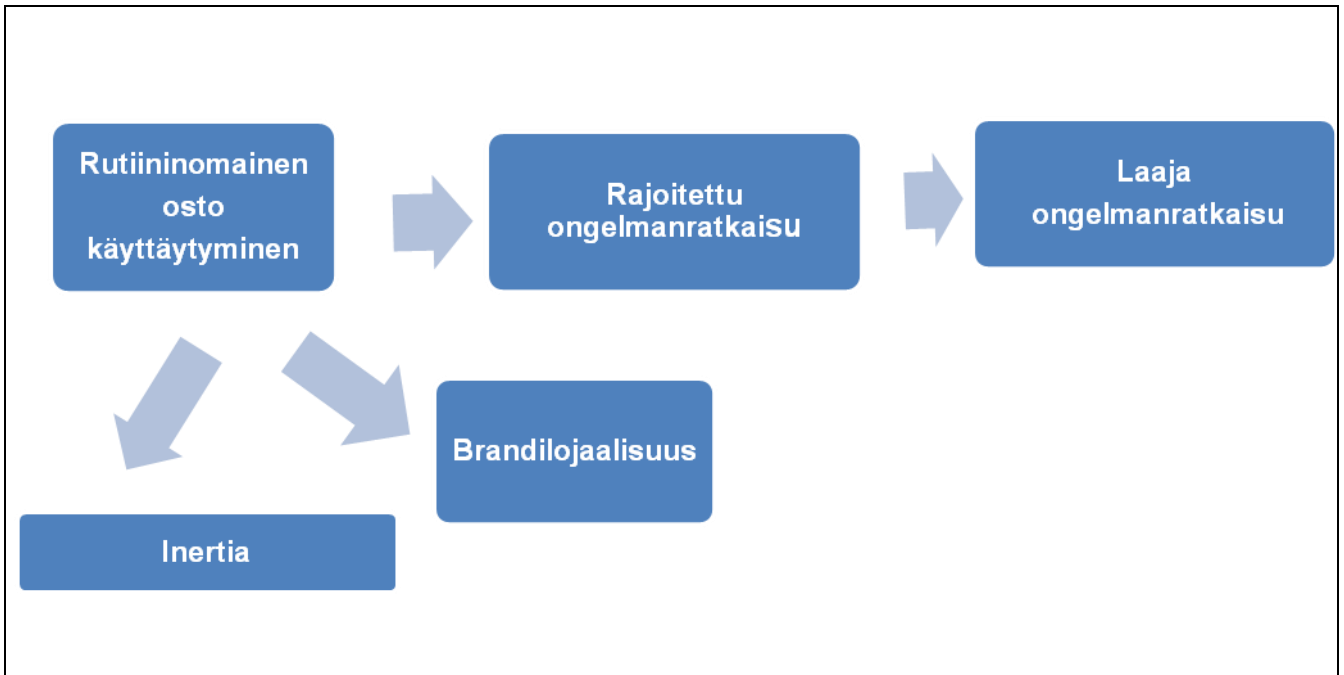 Rutiininomainen
osto
käyttäytyminen
Rajoitettu
ongelmanratkaisu
Laaja
ongelmanratkaisu
Brandilojaalisuus
Inertia